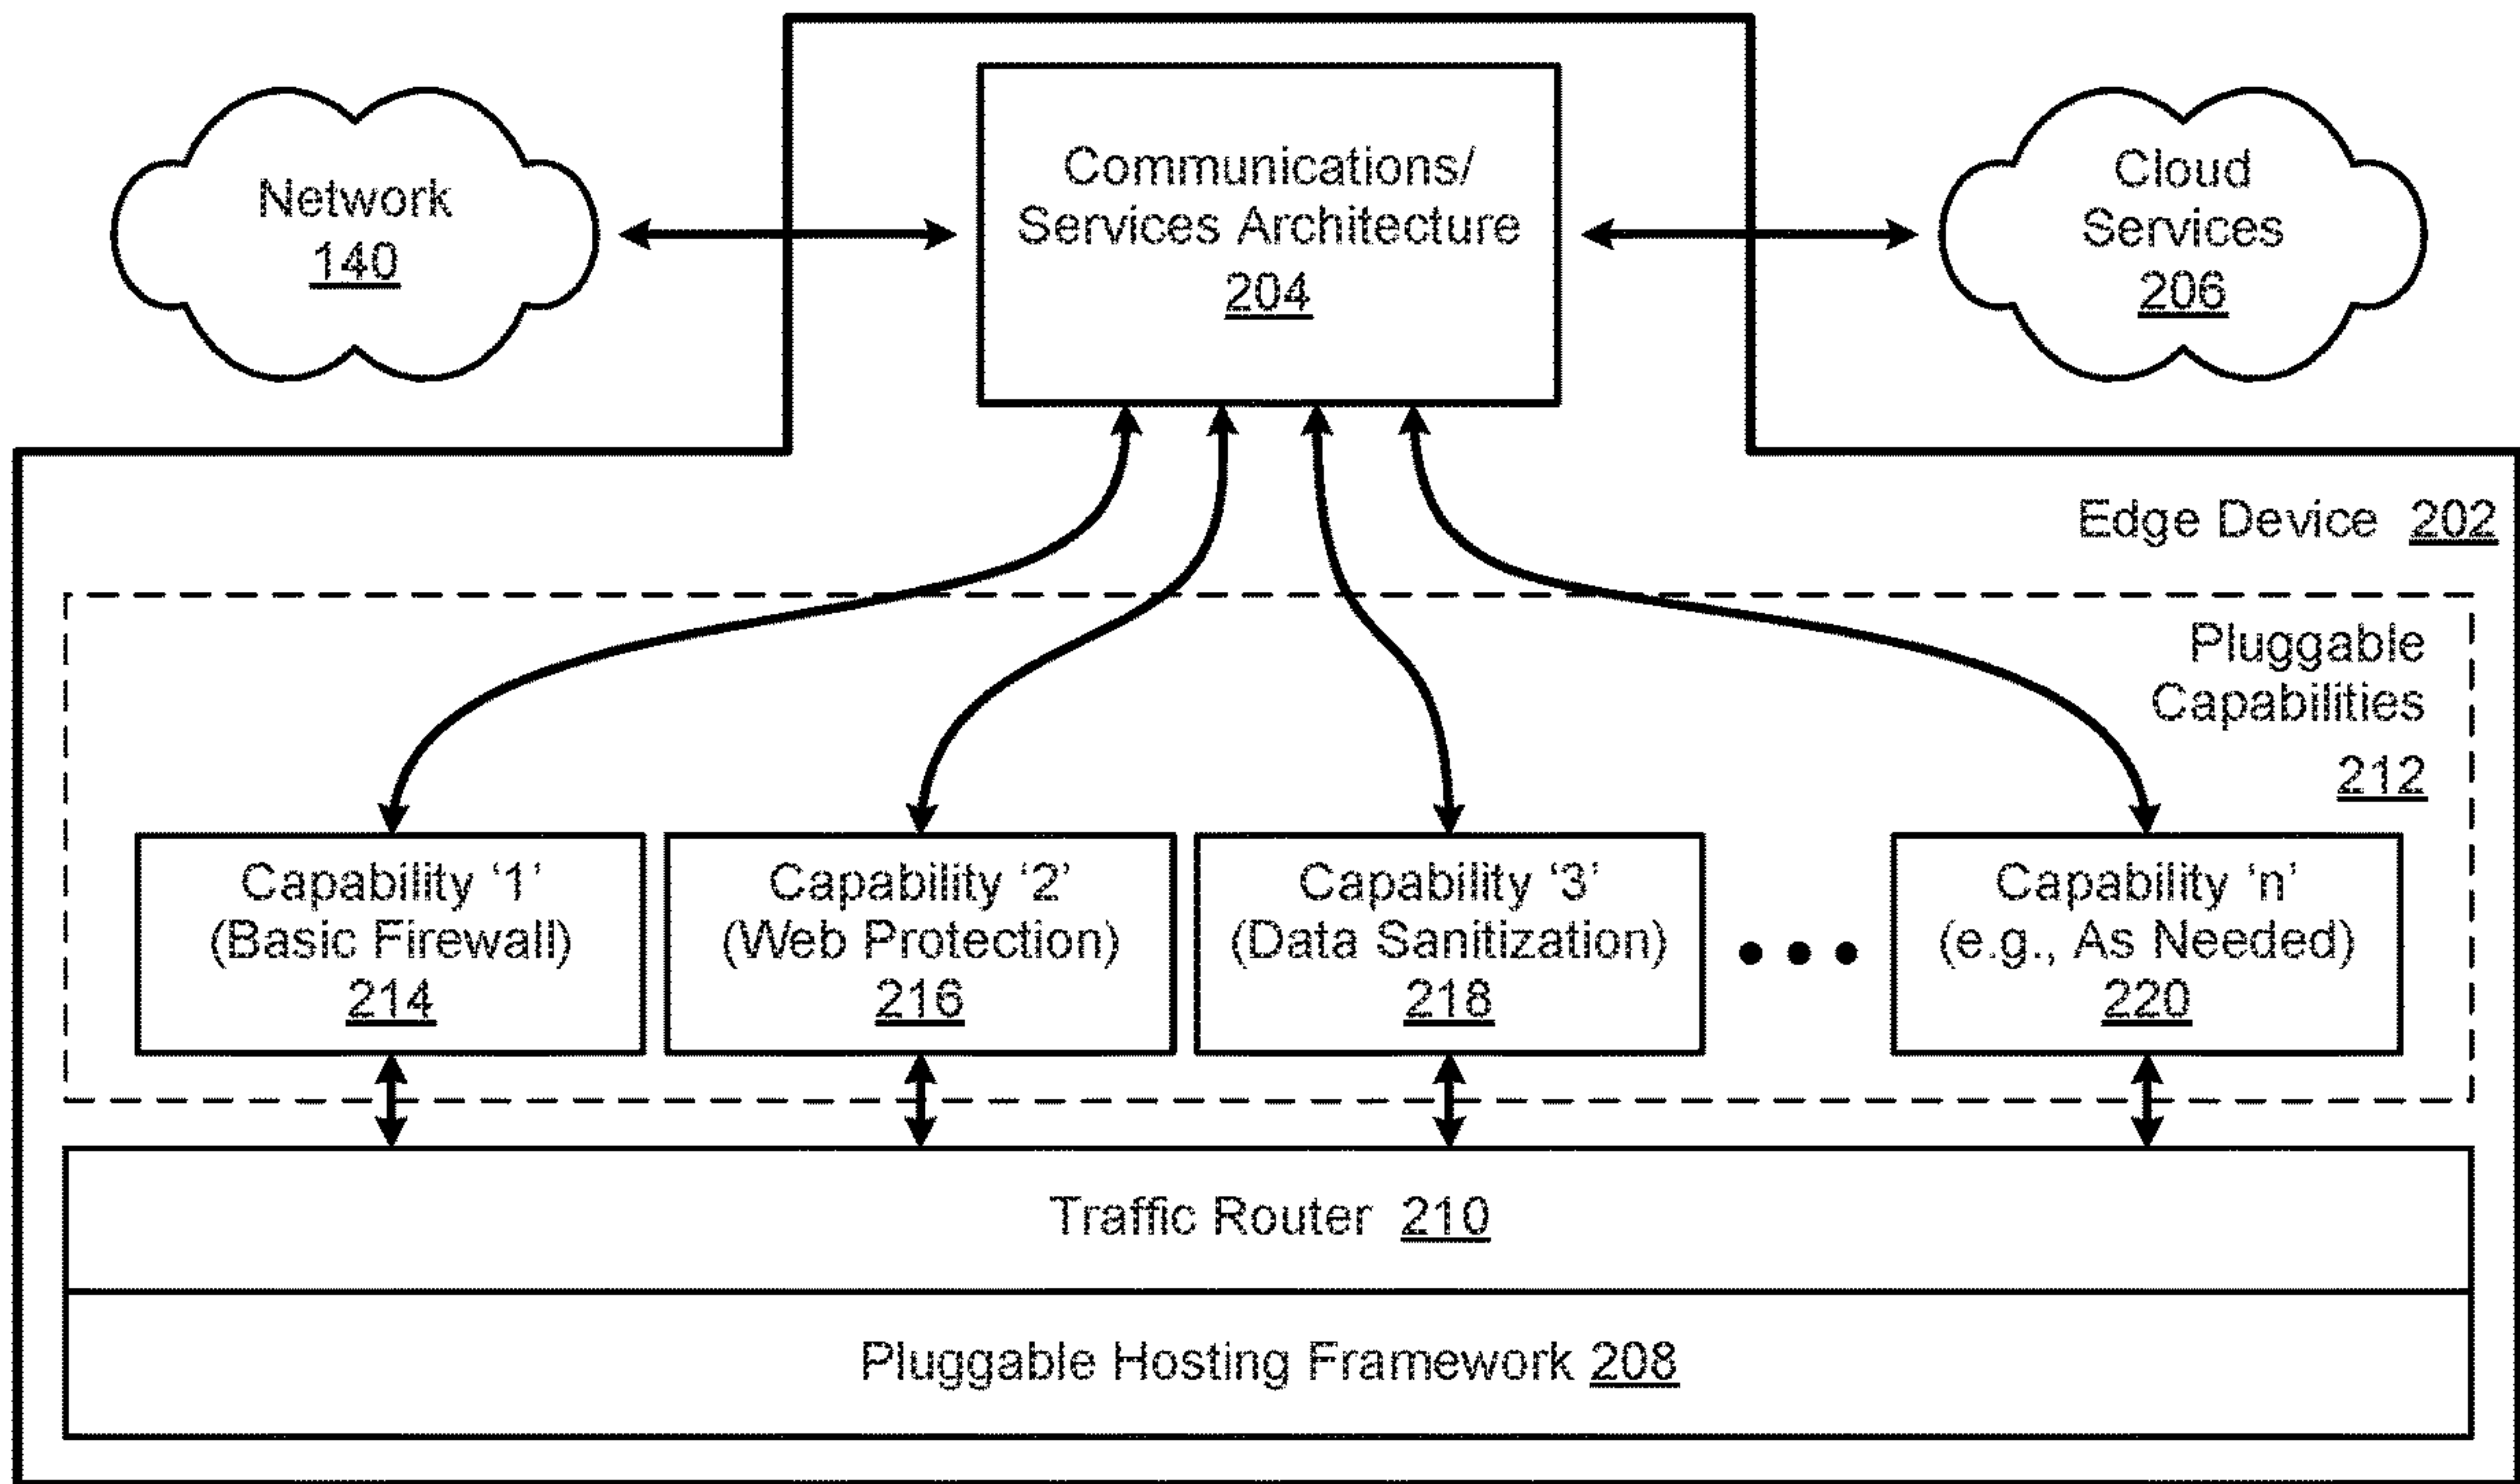 Network
140
Communications/
Services Architecture
204
Cloud
Services
206
Edge Device 202
Pluggable
Capabilities
212
Capability ‘1’
(Basic Firewall)
214
Capability ‘2’
(Web Protection)
216
Capability ‘3’
(Data Sanitization)
218
Capability ‘n’
(e.g., As Needed)
220
Traffic Router 210
Pluggable Hosting Framework 208